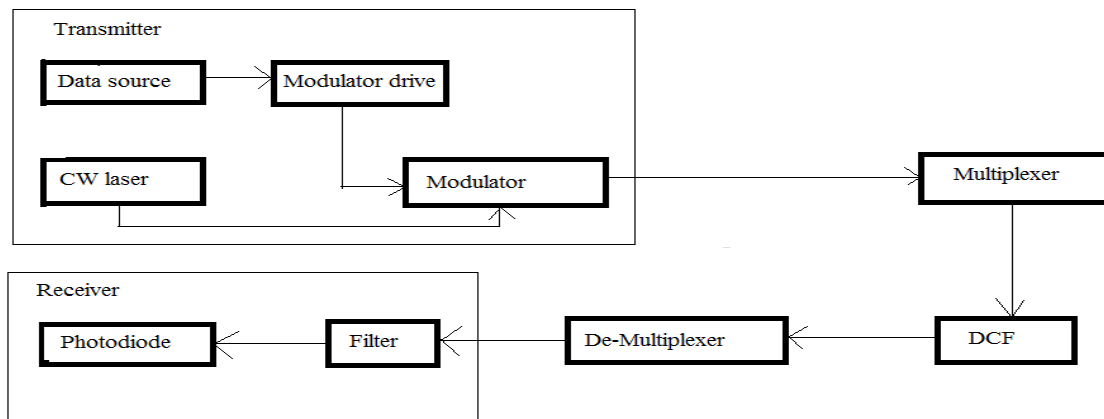 Transmitter
Data source
Modulator drive
CW laser
Modulator
Multiplexer
Receiver
Photodiode
Filter
De-Multiplexer
DCF